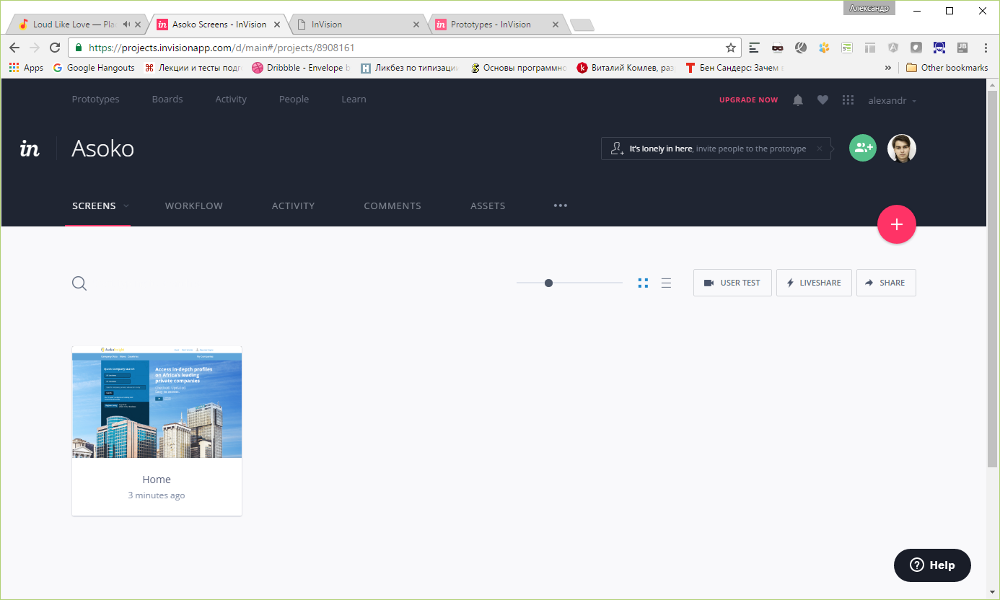 Александр
Loud Like Love — Pla
Asoko Screens - InVision
InVision
Prototypes - InVision
https://projects.invisionapp.com/d/main#/projects/8908161
Apps
Google Hangouts
Лекции и тесты подг
Dribbble - Envelope b
Ликбез по типизаци
Основы программно
Виталий Комлев, раз
Бен Сандерс: Зачем
»
Other bookmarks
Prototypes
Boards
Activity
People
Learn
UPGRADE NOW
alexandr
in
Asoko
It's lonely in here, invite people to the prototype
SCREENS
WORKFLOW
ACTIVITY
COMMENTS
ASSETS
USER TEST
LIVESHARE
SHARE
Quick Company search
Access in-depth profiles
on Africa's leading
private companies
Home
3 minutes ago
Help